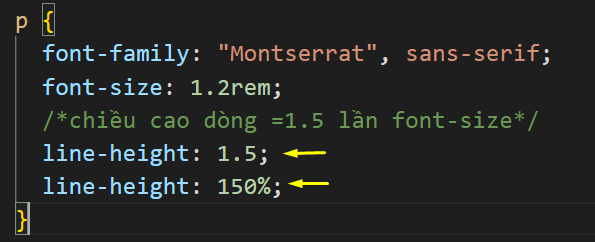 p {
font-family: "Montserrat", sans-serif;
font-size: 1.2rem;
/*chiều cao dòng =1.5 lần font-size*/
line-height: 1.5;
line-height: 150%;
}